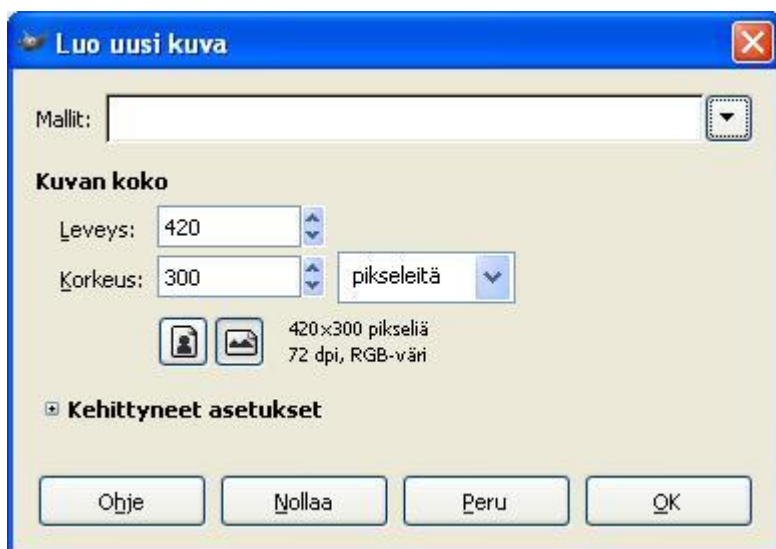 Luo uusi kuva
Mallit:
Kuvan koko
Leveys: 420
Korkeus: 300 pikseleitä
420×300 pikseliä
72 dpi, RGB-väri
Kehittyneet asetukset
Ohje Nollaa Peru OK